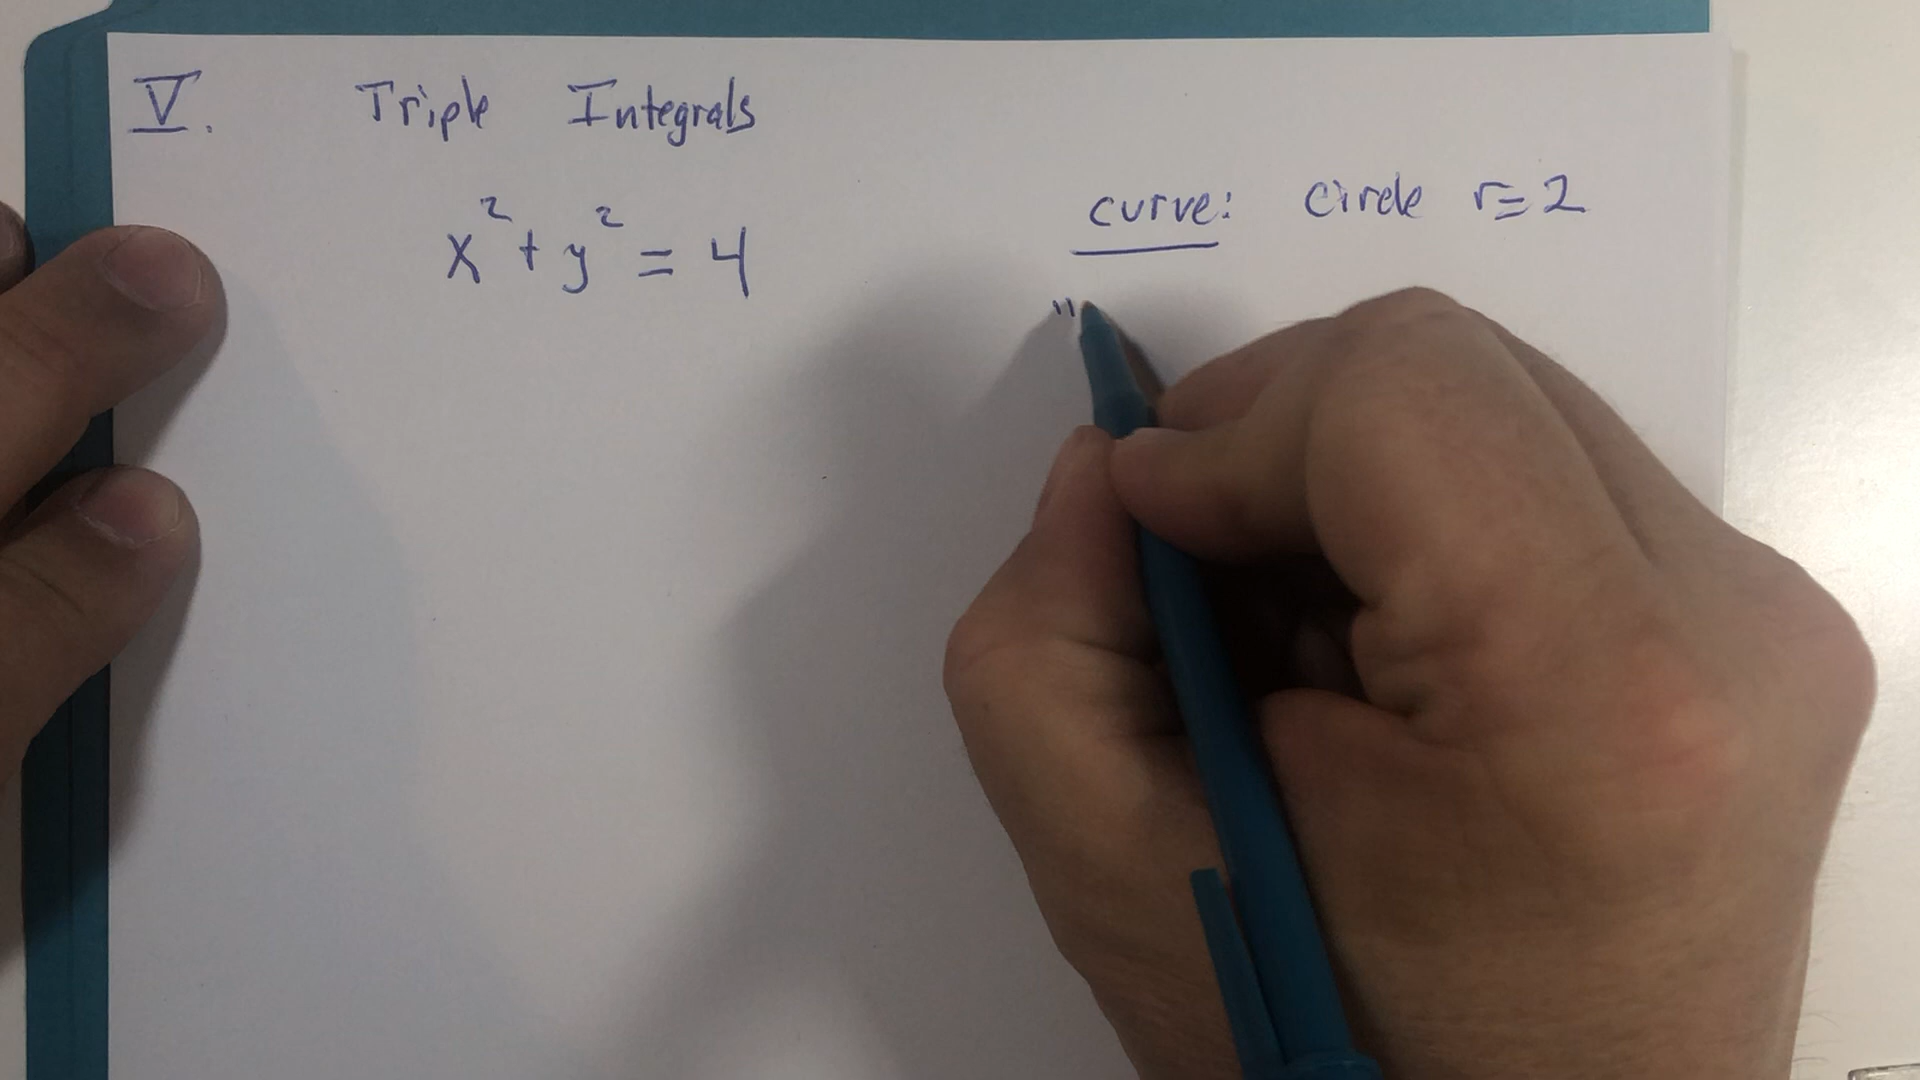 V. Triple Integrals
x² + y² = 4
curve: circle r=2
"